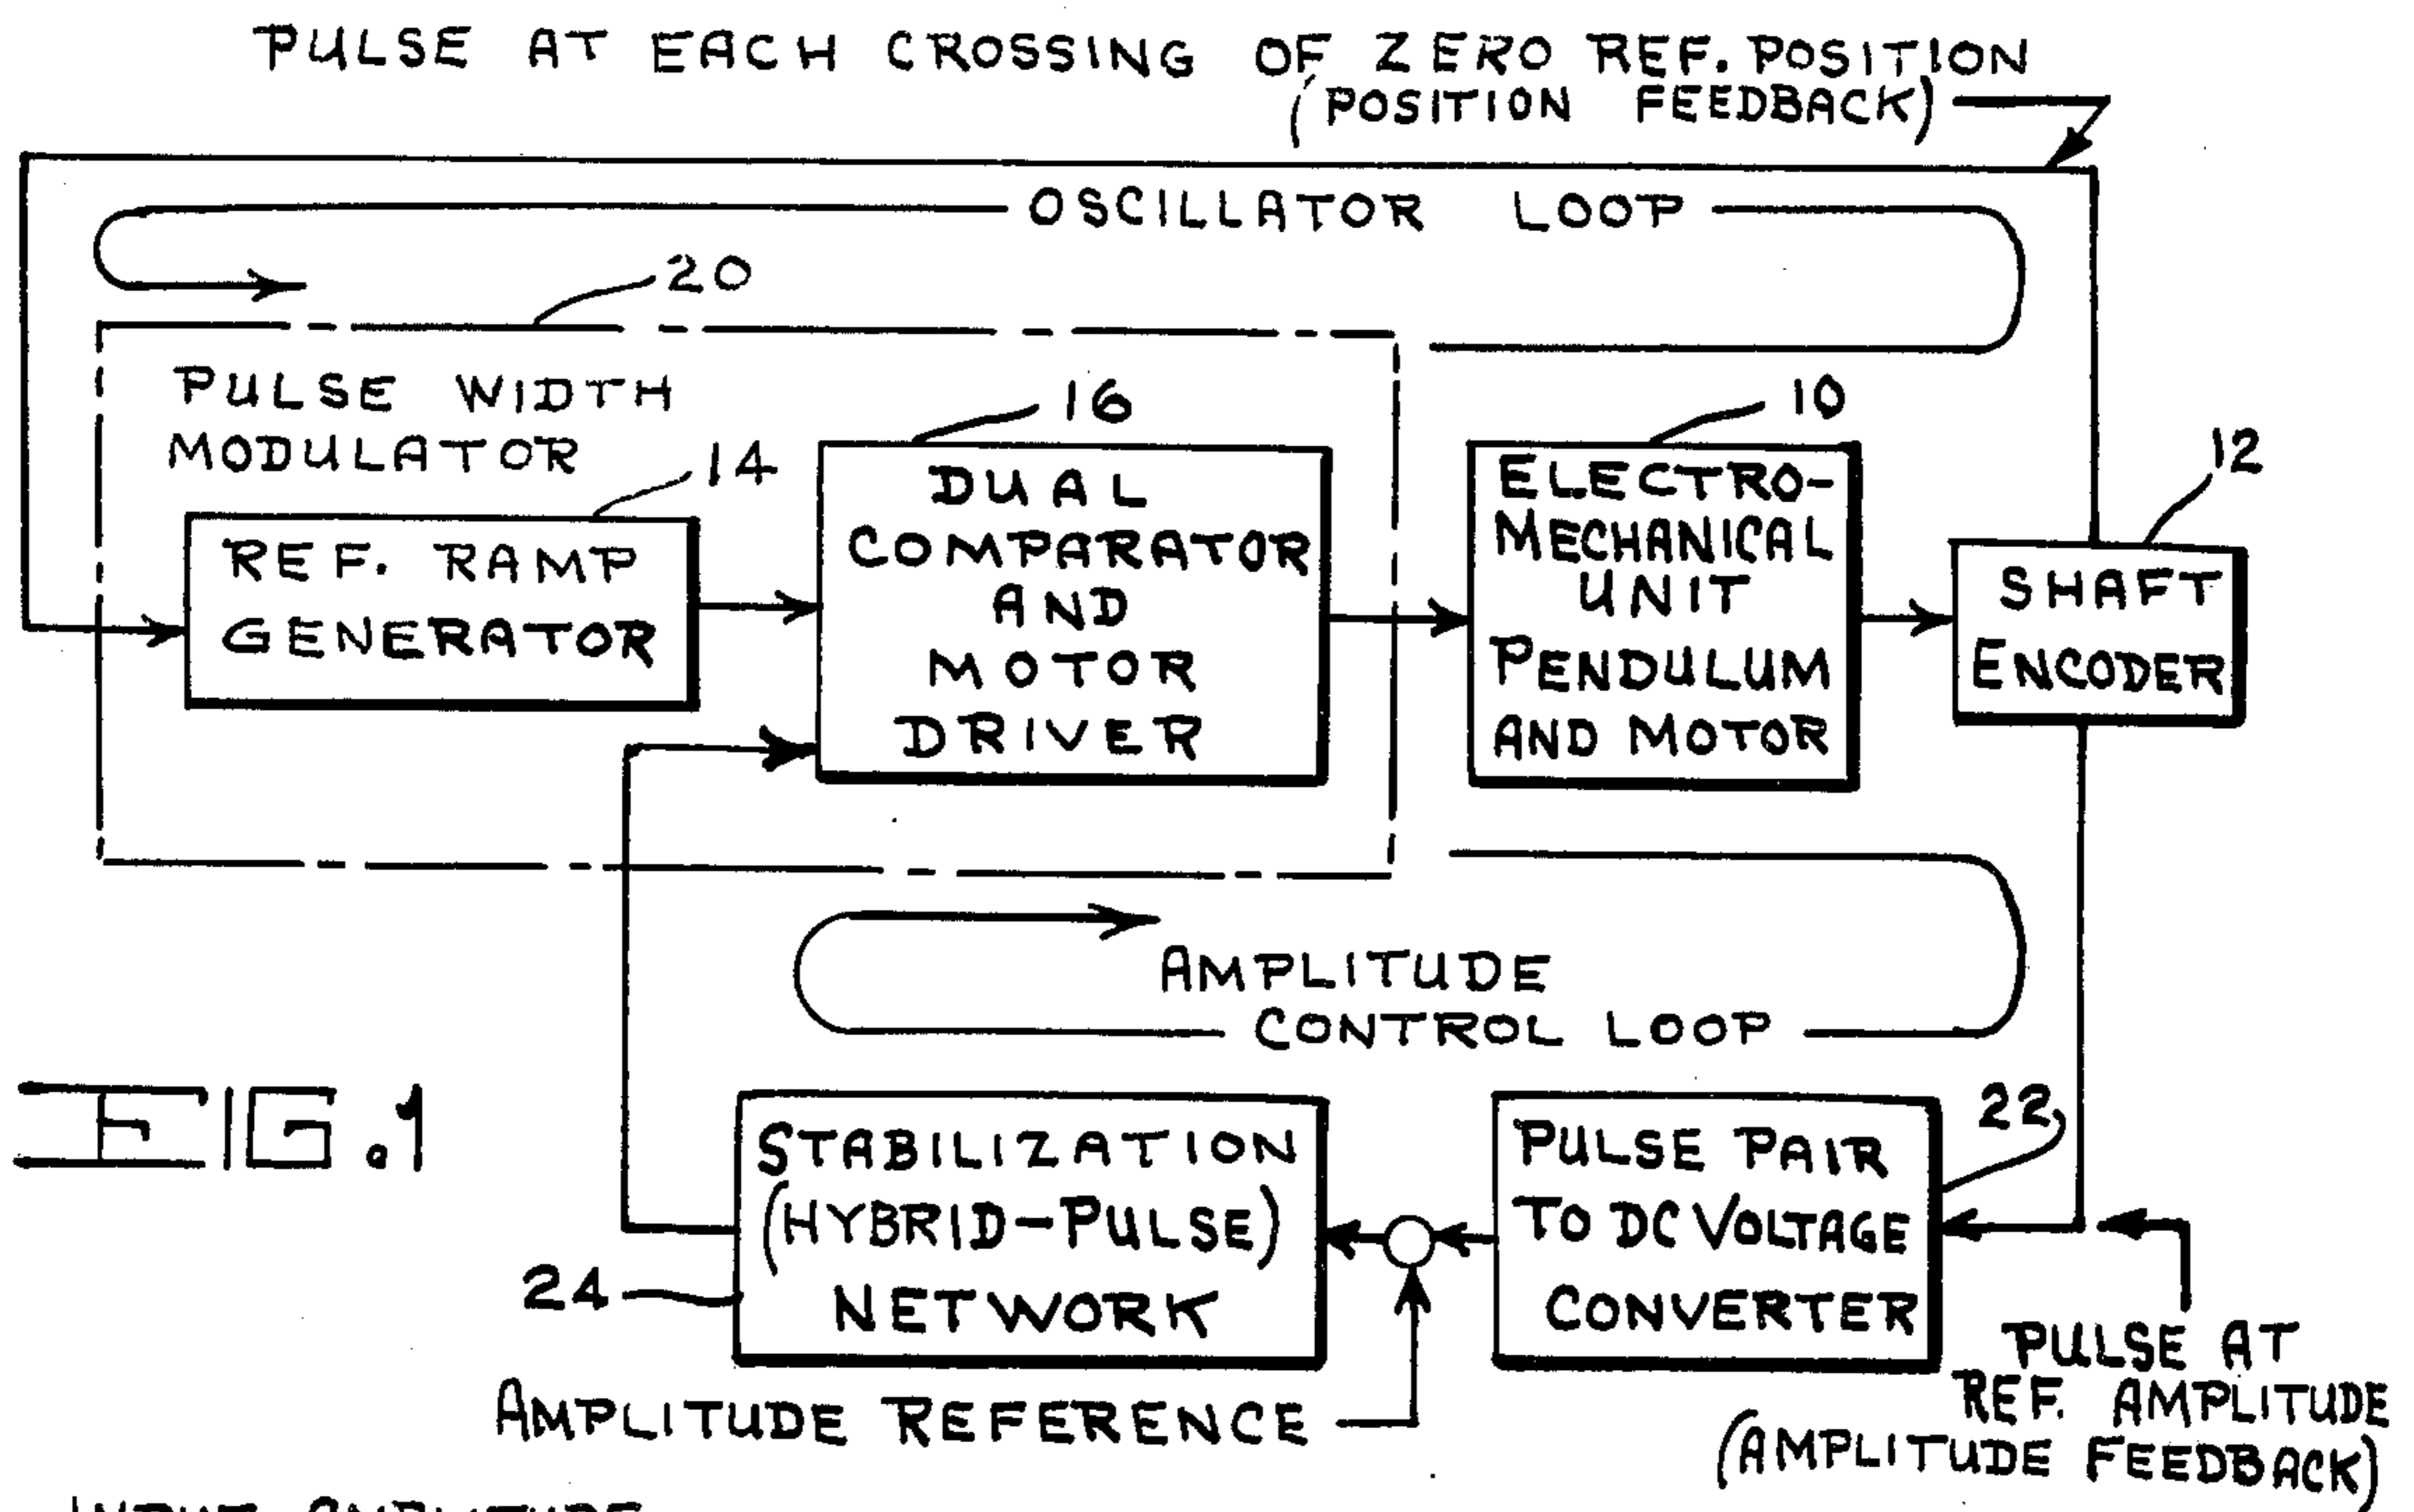 PULSE AT EACH CROSSING OF ZERO REF. POSITION
(POSITION FEEDBACK)
OSCILLATOR LOOP
20
PULSE WIDTH
MODULATOR
14
16
10
12
REF. RAMP
GENERATOR
DUAL
COMPARATOR
AND
MOTOR
DRIVER
ELECTRO-
MECHANICAL
UNIT
PENDULUM
AND MOTOR
SHAFT
ENCODER
AMPLITUDE
CONTROL LOOP
FIG.1
STABILIZATION
(HYBRID-PULSE)
NETWORK
24
PULSE PAIR
TO DC VOLTAGE
CONVERTER
22
AMPLITUDE REFERENCE
PULSE AT
REF. AMPLITUDE
(AMPLITUDE FEEDBACK)
INPUT AMPLITUDE